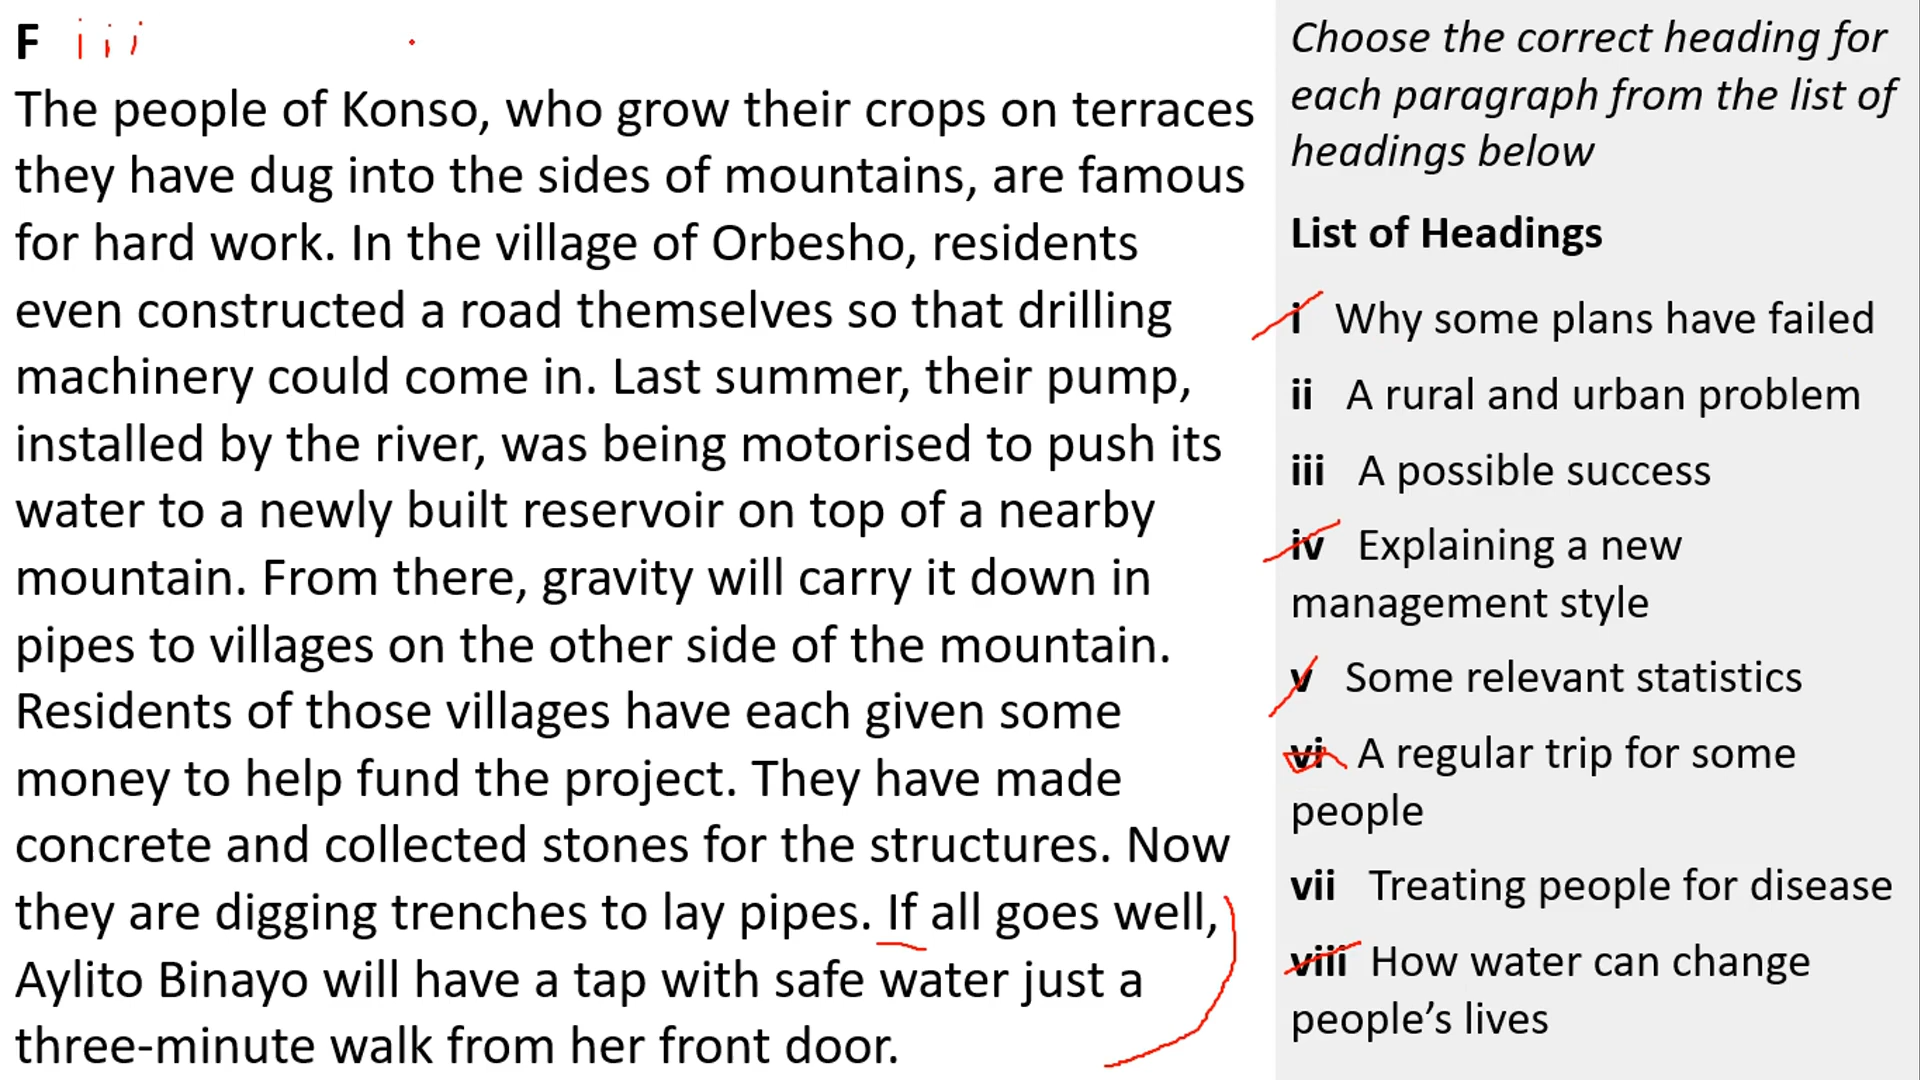 F iii
The people of Konso, who grow their crops on terraces
they have dug into the sides of mountains, are famous
for hard work. In the village of Orbesho, residents
even constructed a road themselves so that drilling
machinery could come in. Last summer, their pump,
installed by the river, was being motorised to push its
water to a newly built reservoir on top of a nearby
mountain. From there, gravity will carry it down in
pipes to villages on the other side of the mountain.
Residents of those villages have each given some
money to help fund the project. They have made
concrete and collected stones for the structures. Now
they are digging trenches to lay pipes. If all goes well,
Aylito Binayo will have a tap with safe water just a
three-minute walk from her front door.
Choose the correct heading for
each paragraph from the list of
headings below
List of Headings
i Why some plans have failed
ii A rural and urban problem
iii A possible success
iv Explaining a new
management style
v Some relevant statistics
vi A regular trip for some
people
vii Treating people for disease
viii How water can change
people's lives